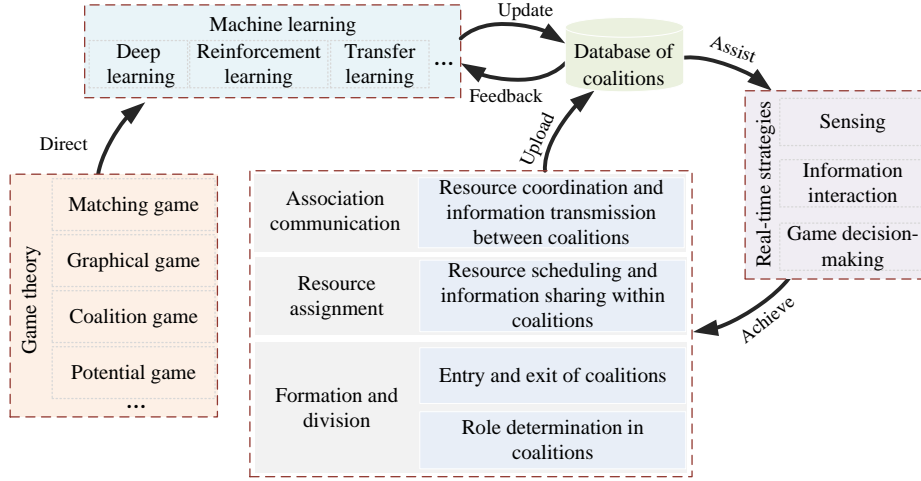 Machine learning
Deep
learning
Reinforcement
learning
Transfer
learning
...
Update
Feedback
Database of
coalitions
Assist
Direct
Upload
Game theory
Matching game
Graphical game
Coalition game
Potential game
...
Association
communication
Resource coordination and
information transmission
between coalitions
Resource
assignment
Resource scheduling and
information sharing within
coalitions
Formation and
division
Entry and exit of coalitions
Role determination in
coalitions
Real-time strategies
Sensing
Information
interaction
Game decision-
making
Achieve